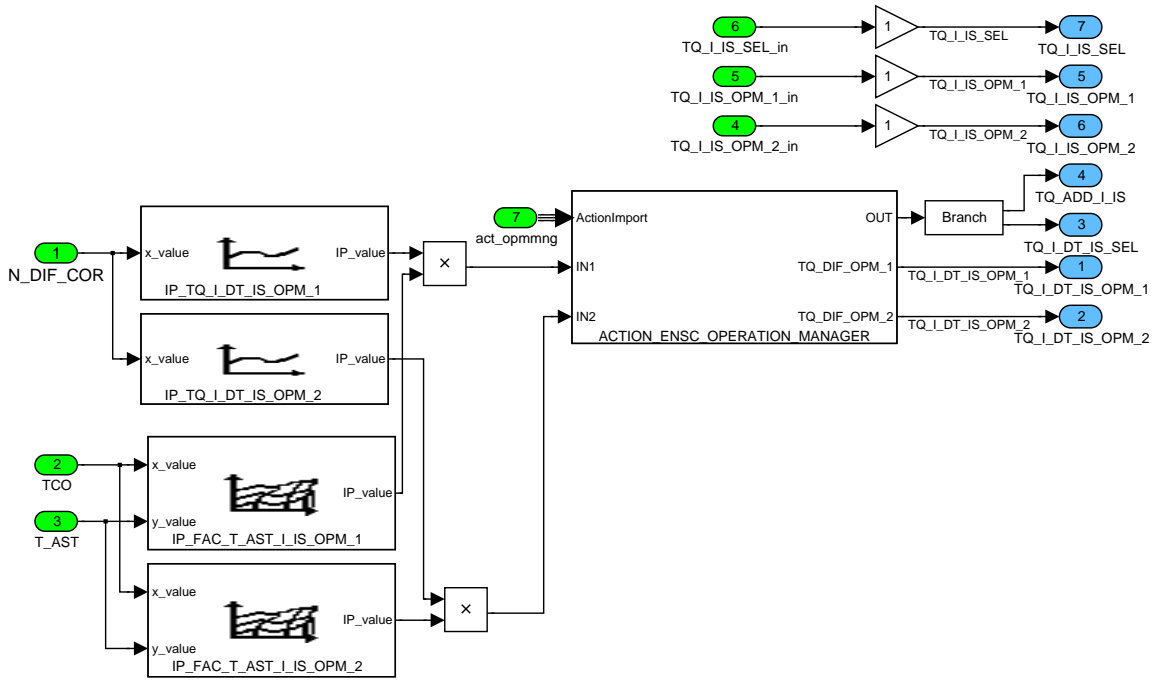 6
TQ_I_IS_SEL_in
1
TQ_I_IS_SEL
7
TQ_I_IS_SEL
5
TQ_I_IS_OPM_1_in
1
TQ_I_IS_OPM_1
5
TQ_I_IS_OPM_1
4
TQ_I_IS_OPM_2_in
1
TQ_I_IS_OPM_2
6
TQ_I_IS_OPM_2
1
N_DIF_COR
x_value
IP_value
IP_TQ_I_DT_IS_OPM_1
x_value
IP_value
IP_TQ_I_DT_IS_OPM_2
×
2
TCO
3
T_AST
x_value
y_value
IP_value
IP_FAC_T_AST_I_IS_OPM_1
x_value
y_value
IP_value
IP_FAC_T_AST_I_IS_OPM_2
×
7
act_opmmng
ActionImport
IN1
IN2
OUT
TQ_DIF_OPM_1
TQ_DIF_OPM_2
ACTION_ENSC_OPERATION_MANAGER
Branch
4
TQ_ADD_I_IS
3
TQ_I_DT_IS_SEL
TQ_I_DT_IS_OPM_1
1
TQ_I_DT_IS_OPM_1
TQ_I_DT_IS_OPM_2
2
TQ_I_DT_IS_OPM_2